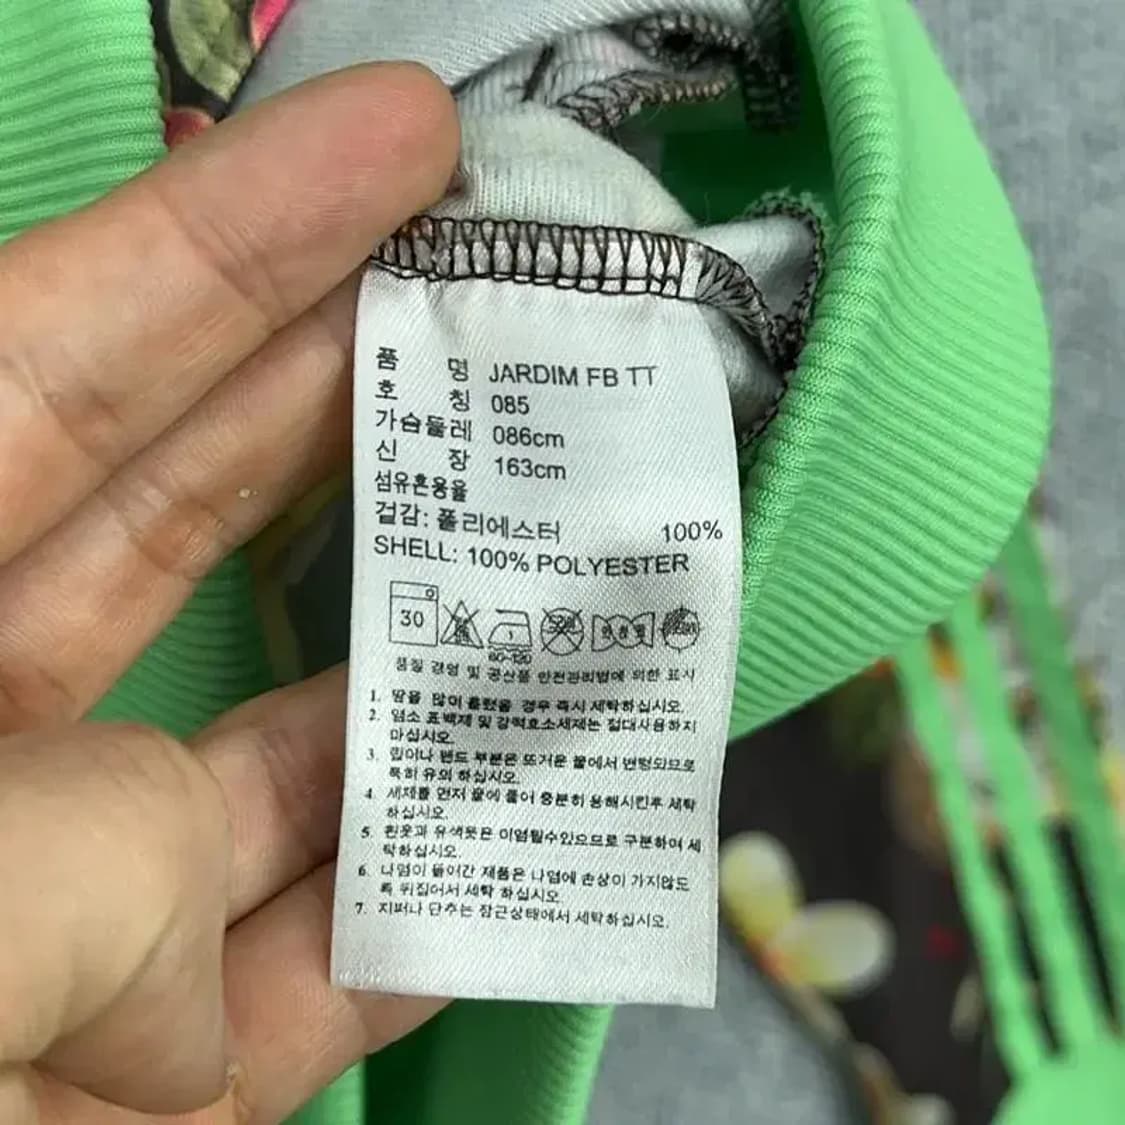 품 명 JARDIM FB TT
호 칭 085
가슴둘레 086cm
신 장 163cm
섬유혼용율
겉감: 폴리에스터 100%
SHELL: 100% POLYESTER
30
60~120
품질 경영 및 공산품 안전관리법에 의한 표시
1. 땀을 많이 흘렸을 경우 즉시 세탁하십시오.
2. 염소 표백제 및 강력효소세제는 절대사용하지
마십시오.
3. 립이나 밴드 부분은 뜨거운 물에서 변형되므로
특히 유의 하십시오.
4. 세제를 먼저 물에 풀어 충분히 용해시킨후 세탁
하십시오.
5. 흰옷과 유색옷은 이염될수있으므로 구분하여 세
탁하십시오.
6. 나염이 들어간 제품은 나염에 손상이 가지않도
록 뒤집어서 세탁 하십시오.
7. 지퍼나 단추는 잠근상태에서 세탁하십시오.